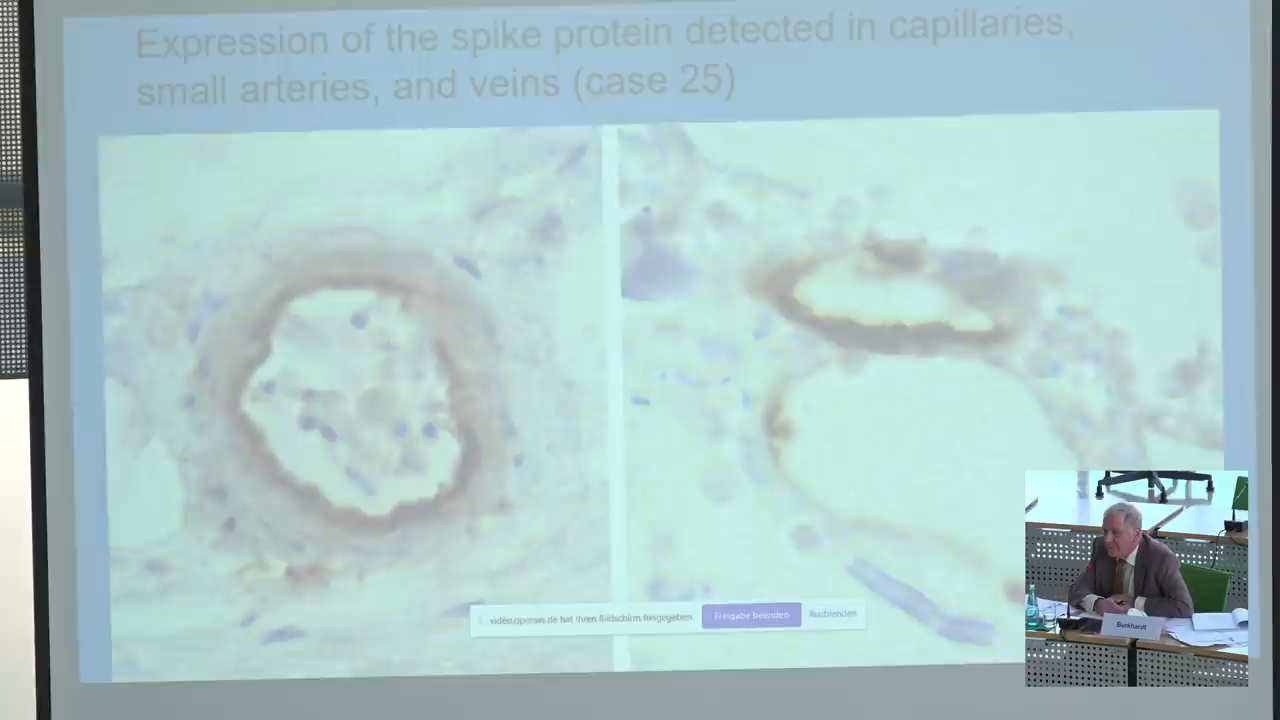 Expression of the spike protein detected in capillaries,
small arteries, and veins (case 25)
video.openws.de hat Ihren Bildschirm freigegeben.
Freigabe beenden
Ausblenden
Burkhardt